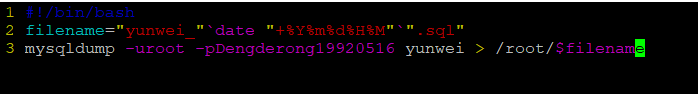 1 #!/bin/bash
2 filename="yunwei_"`date "+%Y%m%d%H%M"`".sql"
3 mysqldump -uroot -pDengderong19920516 yunwei > /root/$filename